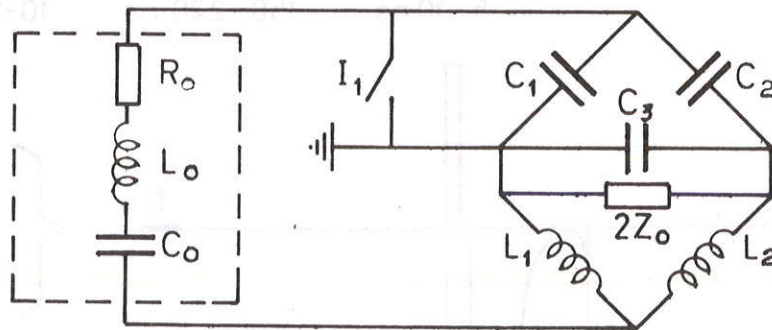 R₀
L₀
C₀
I₁
C₁
C₂
C₃
2Z₀
L₁
L₂